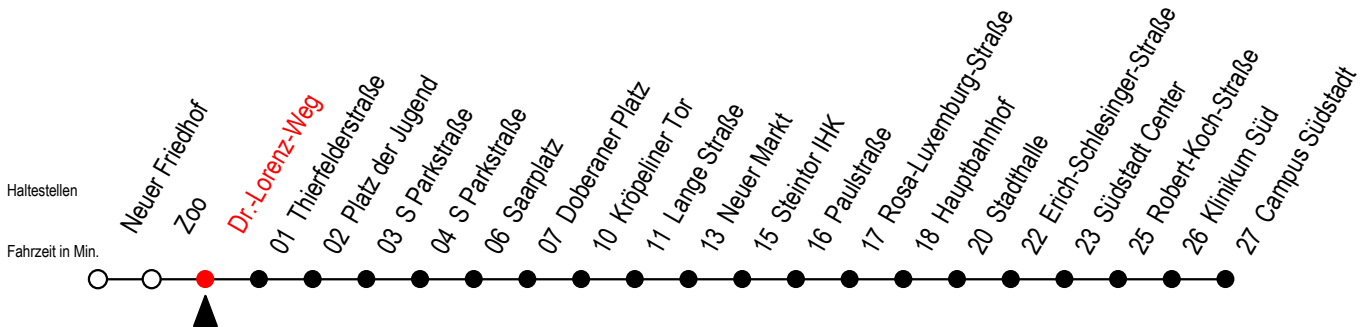 Haltestellen
Fahrzeit in Min.
Neuer Friedhof
Zoo
Dr.-Lorenz-Weg
01 Thierfelderstraße
02 Platz der Jugend
03 S Parkstraße
04 S Parkstraße
06 Saarplatz
07 Doberaner Platz
10 Kröpeliner Tor
11 Lange Straße
13 Neuer Markt
15 Steintor IHK
16 Paulstraße
17 Rosa-Luxemburg-Straße
18 Hauptbahnhof
20 Stadthalle
22 Erich-Schlesinger-Straße
23 Südstadt Center
25 Robert-Koch-Straße
26 Klinikum Süd
27 Campus Südstadt